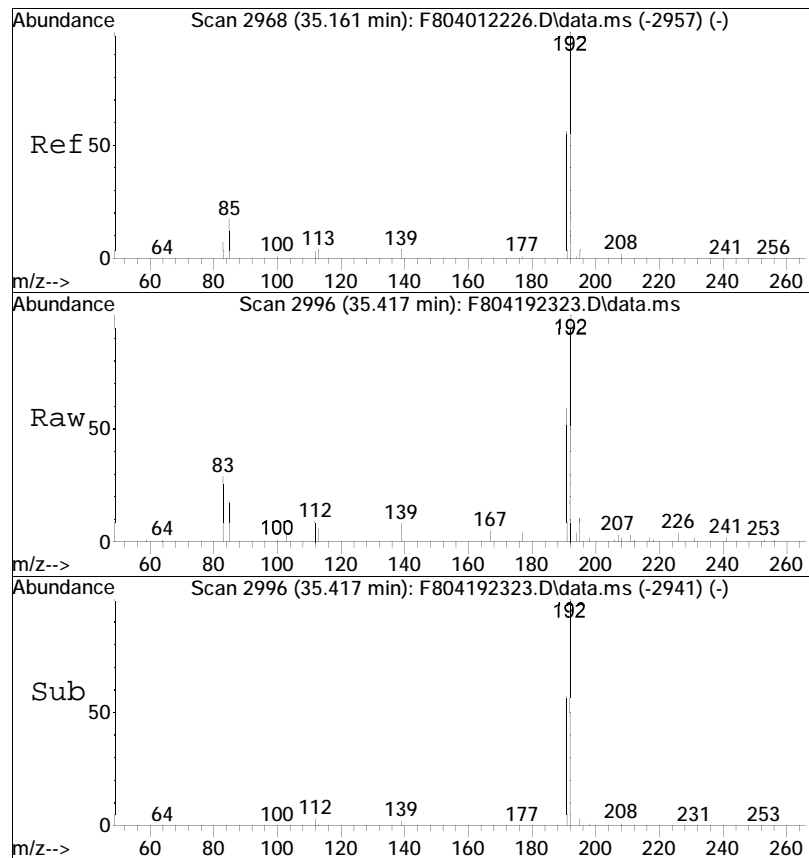 Abundance Scan 2968 (35.161 min): F804012226.D\data.ms (-2957) (-)
192
Ref 50
85
64 100 113 139 177 208 241 256
0
m/z--> 60 80 100 120 140 160 180 200 220 240 260
Abundance Scan 2996 (35.417 min): F804192323.D\data.ms
192
Raw 50
83
64 100 112 139 167 207 226 241 253
0
m/z--> 60 80 100 120 140 160 180 200 220 240 260
Abundance Scan 2996 (35.417 min): F804192323.D\data.ms (-2941) (-)
192
Sub 50
64 100 112 139 177 208 231 253
0
m/z--> 60 80 100 120 140 160 180 200 220 240 260